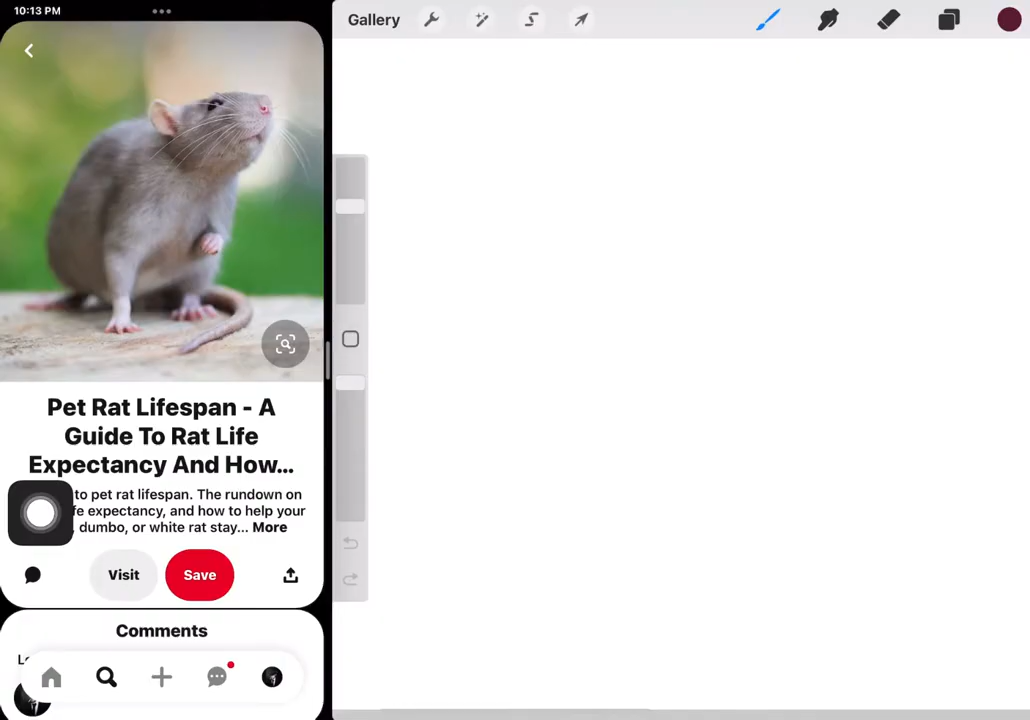 10:13 PM
Gallery
Pet Rat Lifespan - A
Guide To Rat Life
Expectancy And How...
to pet rat lifespan. The rundown on
fe expectancy, and how to help your
dumbo, or white rat stay... More
Visit
Save
Comments